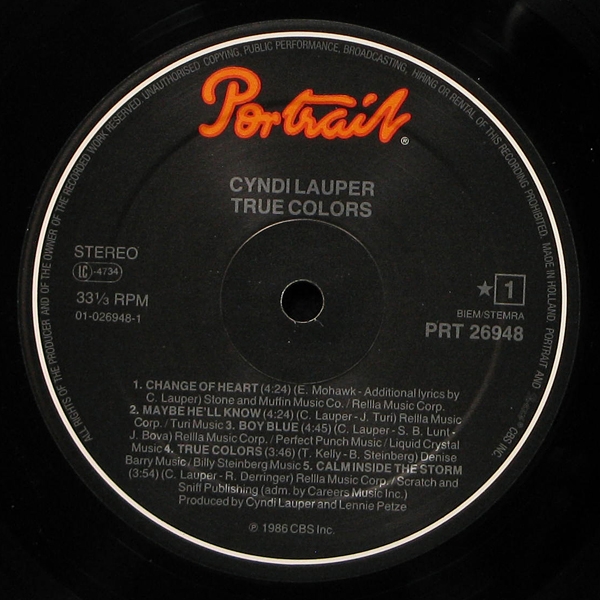 ALL RIGHTS OF THE PRODUCER AND OF THE OWNER OF THE RECORDED WORK RESERVED. UNAUTHORISED COPYING, PUBLIC PERFORMANCE, BROADCASTING, HIRING OR RENTAL OF THIS RECORDING PROHIBITED. MADE IN HOLLAND. PORTRAIT AND CBS INC.
Portrait®
CYNDI LAUPER
TRUE COLORS
STEREO
LC-4734
33⅓ RPM
01-026948-1
★ 1
BIEM/STEMRA
PRT 26948
1. CHANGE OF HEART (4:24) (E. Mohawk - Additional lyrics by
C. Lauper) Stone and Muffin Music Co. / Rellla Music Corp.
2. MAYBE HE'LL KNOW (4:24) (C. Lauper - J. Turi) Rellla Music
Corp. / Turi Music 3. BOY BLUE (4:45) (C. Lauper - S. B. Lunt -
J. Bova) Rellla Music Corp. / Perfect Punch Music / Liquid Crystal
Music 4. TRUE COLORS (3:46) (T. Kelly - B. Steinberg) Denise
Barry Music / Billy Steinberg Music 5. CALM INSIDE THE STORM
(3:54) (C. Lauper - R. Derringer) Rellla Music Corp. / Scratch and
Sniff Publishing (adm. by Careers Music Inc.)
Produced by Cyndi Lauper and Lennie Petze
℗ 1986 CBS Inc.